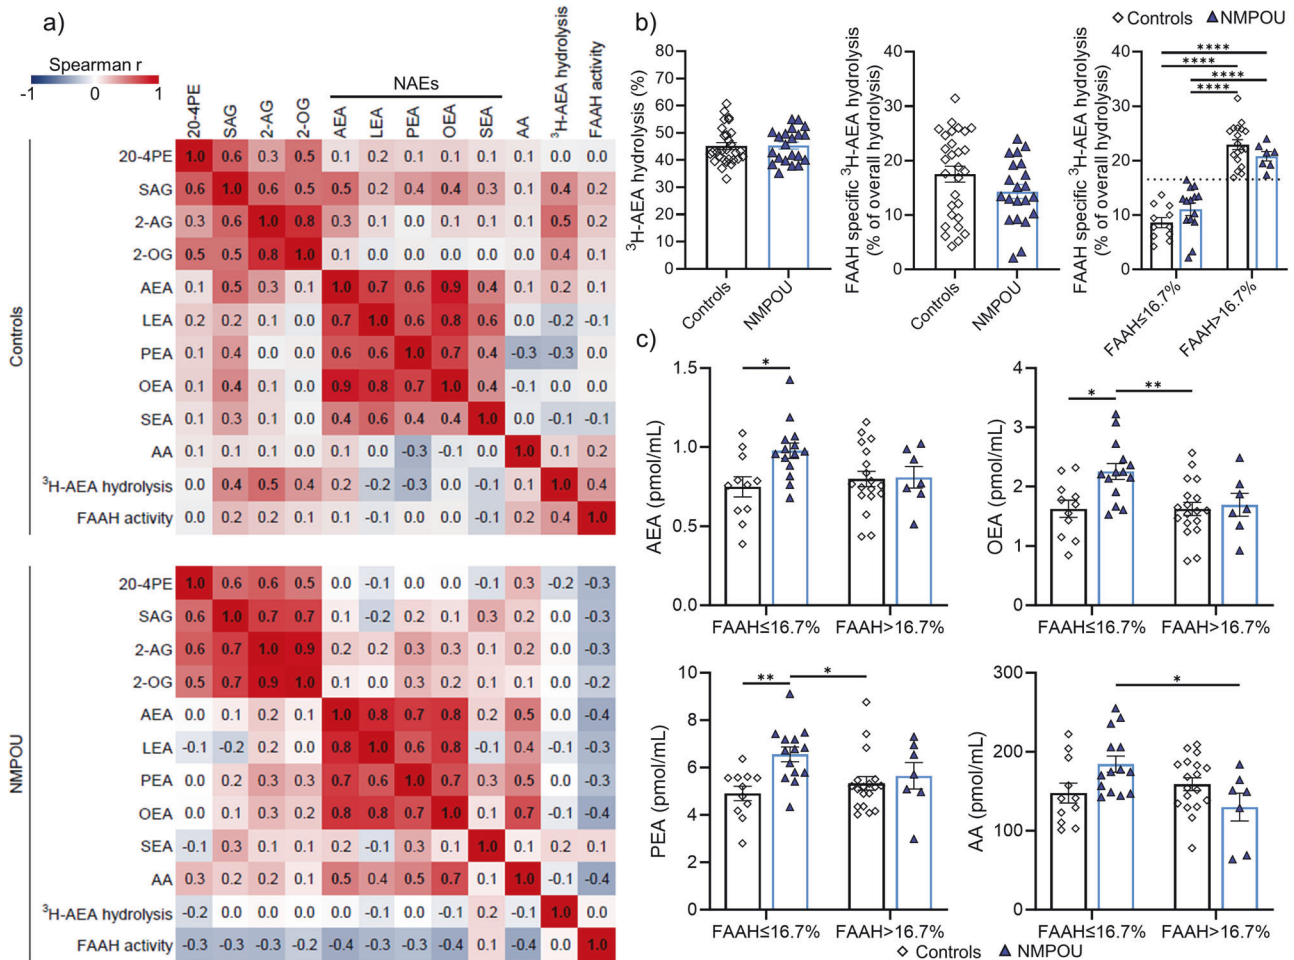 a)
Spearman r
-1 0 1
NAEs
20-4PE SAG 2-AG 2-OG AEA LEA PEA OEA SEA AA ³H-AEA hydrolysis FAAH activity
Controls
20-4PE 1.0 0.6 0.3 0.5 0.1 0.2 0.1 0.1 0.1 0.1 0.0 0.0
SAG 0.6 1.0 0.6 0.5 0.5 0.2 0.4 0.4 0.3 0.1 0.4 0.2
2-AG 0.3 0.6 1.0 0.8 0.3 0.1 0.0 0.1 0.1 0.1 0.5 0.2
2-OG 0.5 0.5 0.8 1.0 0.1 0.0 0.0 0.0 0.0 0.0 0.4 0.1
AEA 0.1 0.5 0.3 0.1 1.0 0.7 0.6 0.9 0.4 0.1 0.2 0.1
LEA 0.2 0.2 0.1 0.0 0.7 1.0 0.6 0.8 0.6 0.0 -0.2 -0.1
PEA 0.1 0.4 0.0 0.0 0.6 0.6 1.0 0.7 0.4 -0.3 -0.3 0.0
OEA 0.1 0.4 0.1 0.0 0.9 0.8 0.7 1.0 0.4 -0.1 0.0 0.0
SEA 0.1 0.3 0.1 0.0 0.4 0.6 0.4 0.4 1.0 0.0 -0.1 -0.1
AA 0.1 0.1 0.1 0.0 0.1 0.0 -0.3 -0.1 0.0 1.0 0.1 0.2
³H-AEA hydrolysis 0.0 0.4 0.5 0.4 0.2 -0.2 -0.3 0.0 -0.1 0.1 1.0 0.4
FAAH activity 0.0 0.2 0.2 0.1 0.1 -0.1 0.0 0.0 -0.1 0.2 0.4 1.0
NMPOU
20-4PE 1.0 0.6 0.6 0.5 0.0 -0.1 0.0 0.0 -0.1 0.3 -0.2 -0.3
SAG 0.6 1.0 0.7 0.7 0.1 -0.2 0.2 0.1 0.3 0.2 0.0 -0.3
2-AG 0.6 0.7 1.0 0.9 0.2 0.2 0.3 0.3 0.1 0.2 0.0 -0.3
2-OG 0.5 0.7 0.9 1.0 0.1 0.0 0.3 0.2 0.1 0.1 0.0 -0.2
AEA 0.0 0.1 0.2 0.1 1.0 0.8 0.7 0.8 0.2 0.5 0.0 -0.4
LEA -0.1 -0.2 0.2 0.0 0.8 1.0 0.6 0.8 -0.1 0.4 -0.1 -0.3
PEA 0.0 0.2 0.3 0.3 0.7 0.6 1.0 0.7 0.3 0.5 0.0 -0.3
OEA 0.0 0.1 0.3 0.2 0.8 0.8 0.7 1.0 0.1 0.7 -0.1 -0.4
SEA -0.1 0.3 0.1 0.1 0.2 -0.1 0.3 0.1 1.0 0.1 0.2 0.1
AA 0.3 0.2 0.2 0.1 0.5 0.4 0.5 0.7 0.1 1.0 -0.1 -0.4
³H-AEA hydrolysis -0.2 0.0 0.0 0.0 0.0 -0.1 0.0 -0.1 0.2 -0.1 1.0 0.0
FAAH activity -0.3 -0.3 -0.3 -0.2 -0.4 -0.3 -0.3 -0.4 0.1 -0.4 0.0 1.0
b)
Controls NMPOU
³H-AEA hydrolysis (%)
80
70
60
50
40
30
20
10
0
Controls NMPOU
FAAH specific ³H-AEA hydrolysis
(% of overall hydrolysis)
40
30
20
10
0
Controls NMPOU
FAAH specific ³H-AEA hydrolysis
(% of overall hydrolysis)
40
30
20
10
0
****
****
****
****
FAAH≤16.7% FAAH>16.7%
c)
AEA (pmol/mL)
1.5
1.0
0.5
0.0
*
FAAH≤16.7% FAAH>16.7%
OEA (pmol/mL)
4
3
2
1
0
* **
FAAH≤16.7% FAAH>16.7%
PEA (pmol/mL)
10
8
6
4
2
0
** *
FAAH≤16.7% FAAH>16.7%
AA (pmol/mL)
300
200
100
0
*
FAAH≤16.7% FAAH>16.7%
Controls NMPOU